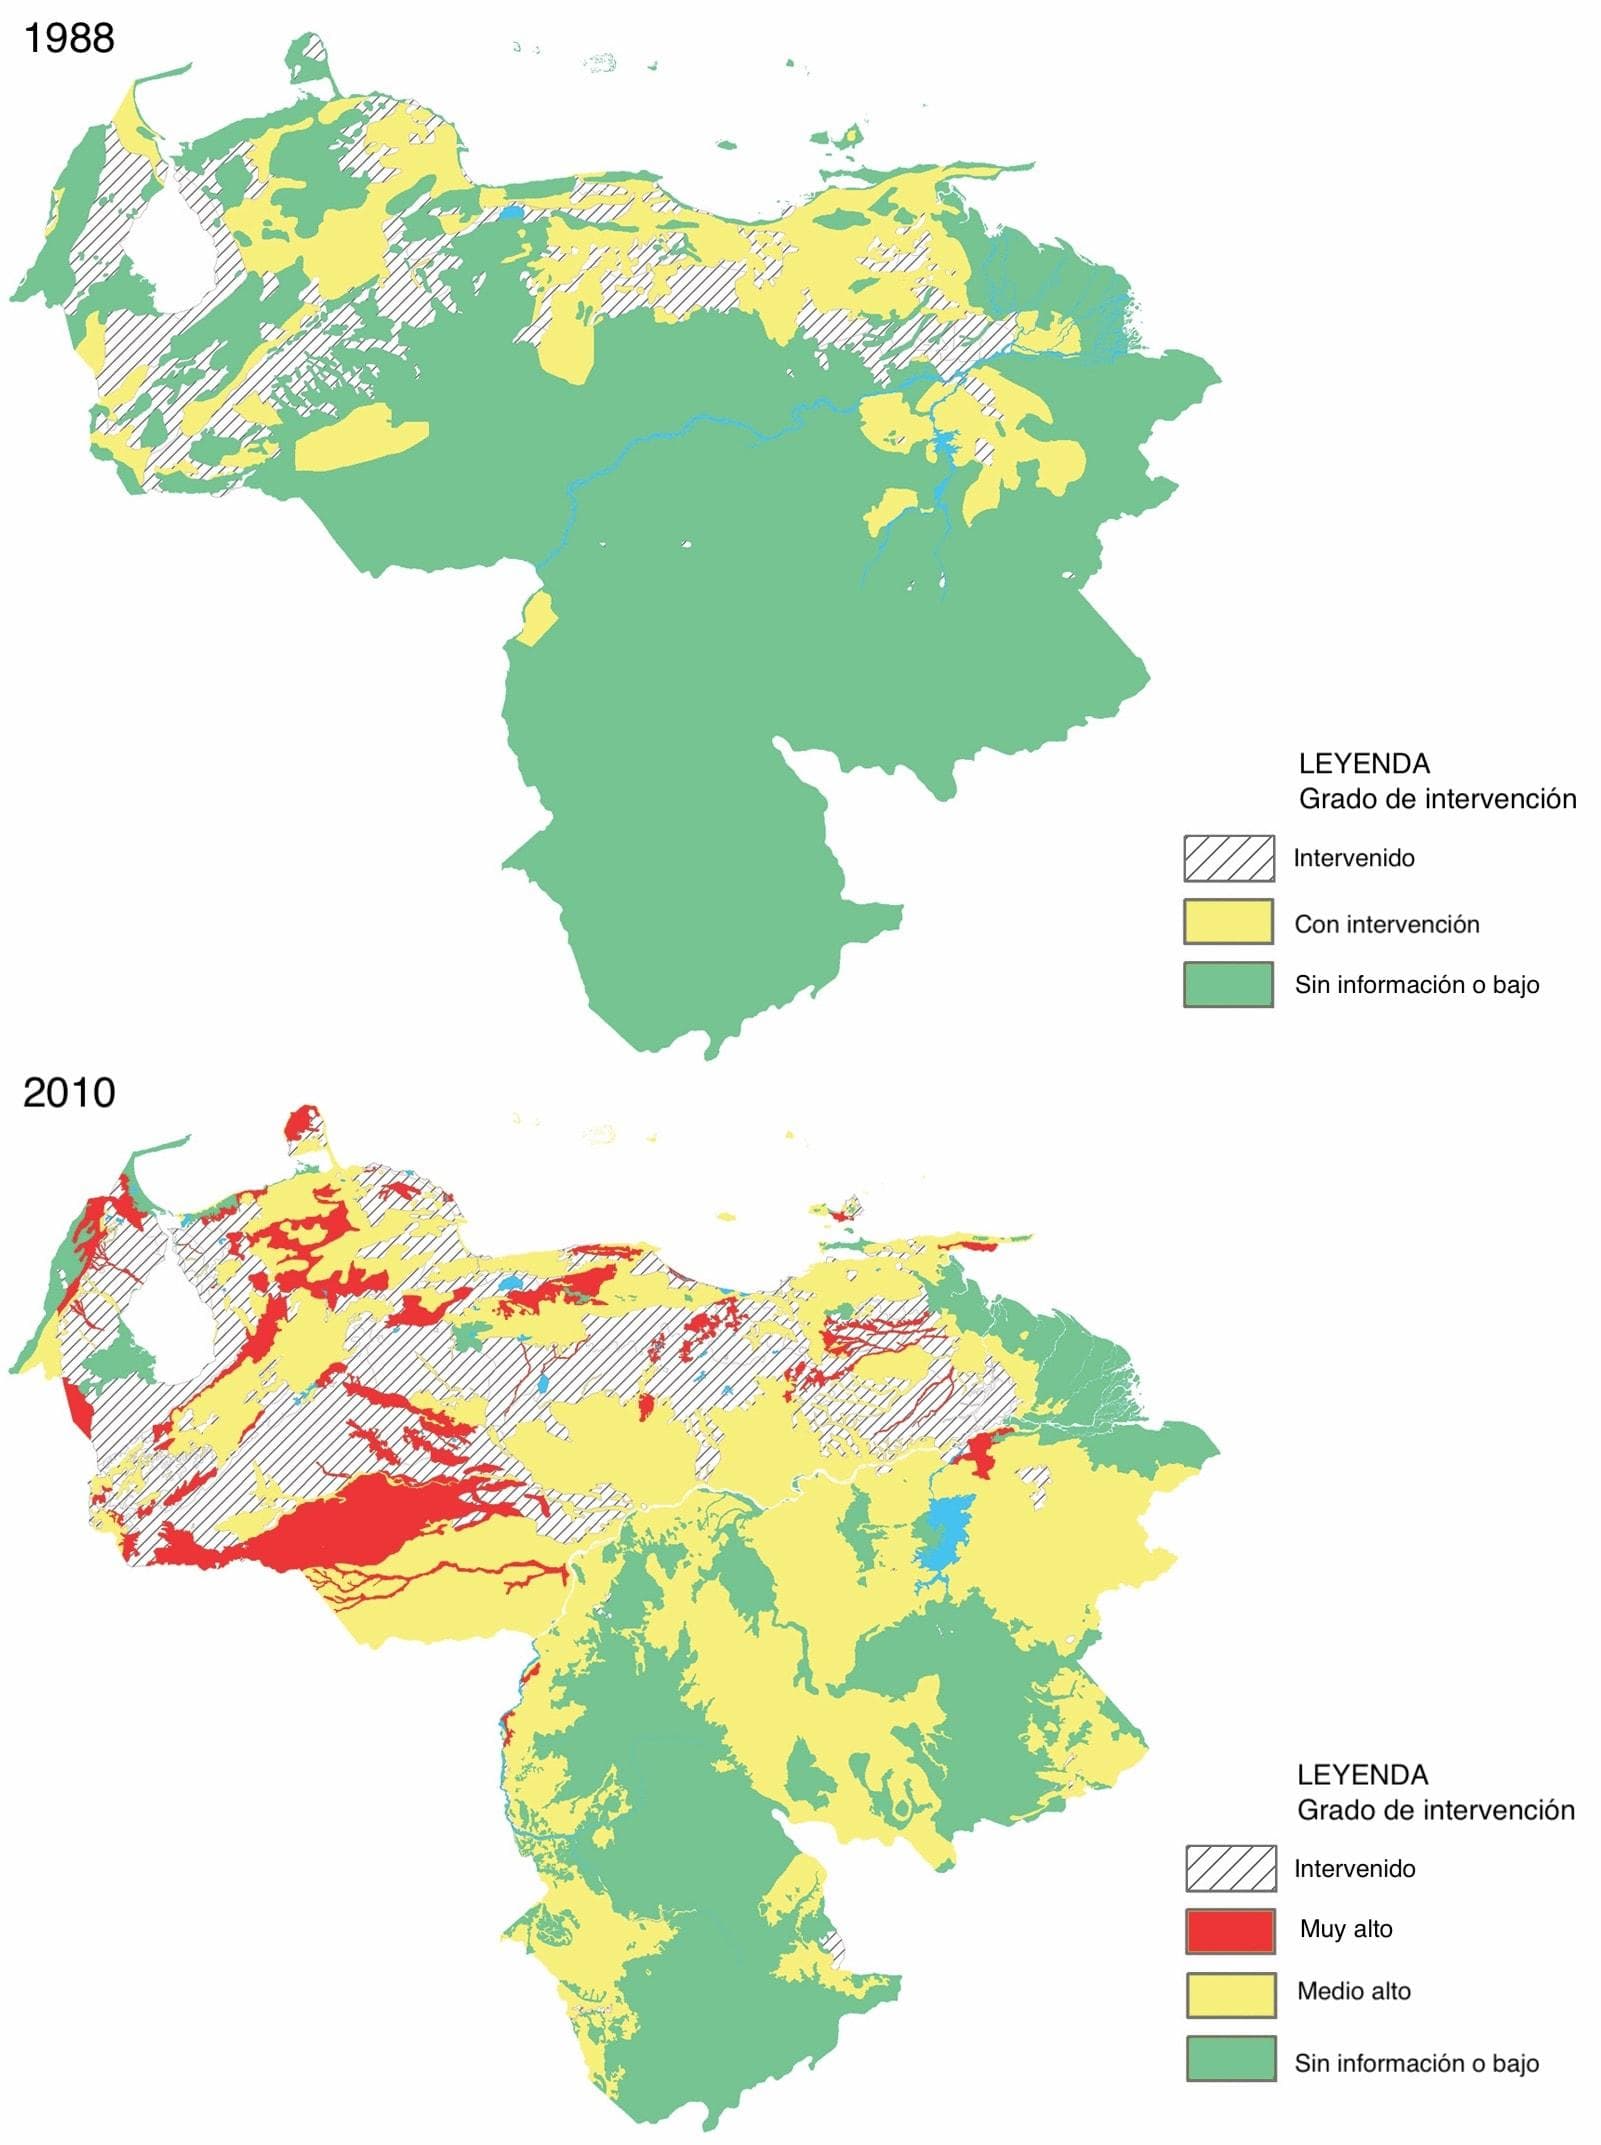 1988
LEYENDA
Grado de intervención
Intervenido
Con intervención
Sin información o bajo
2010
LEYENDA
Grado de intervención
Intervenido
Muy alto
Medio alto
Sin información o bajo